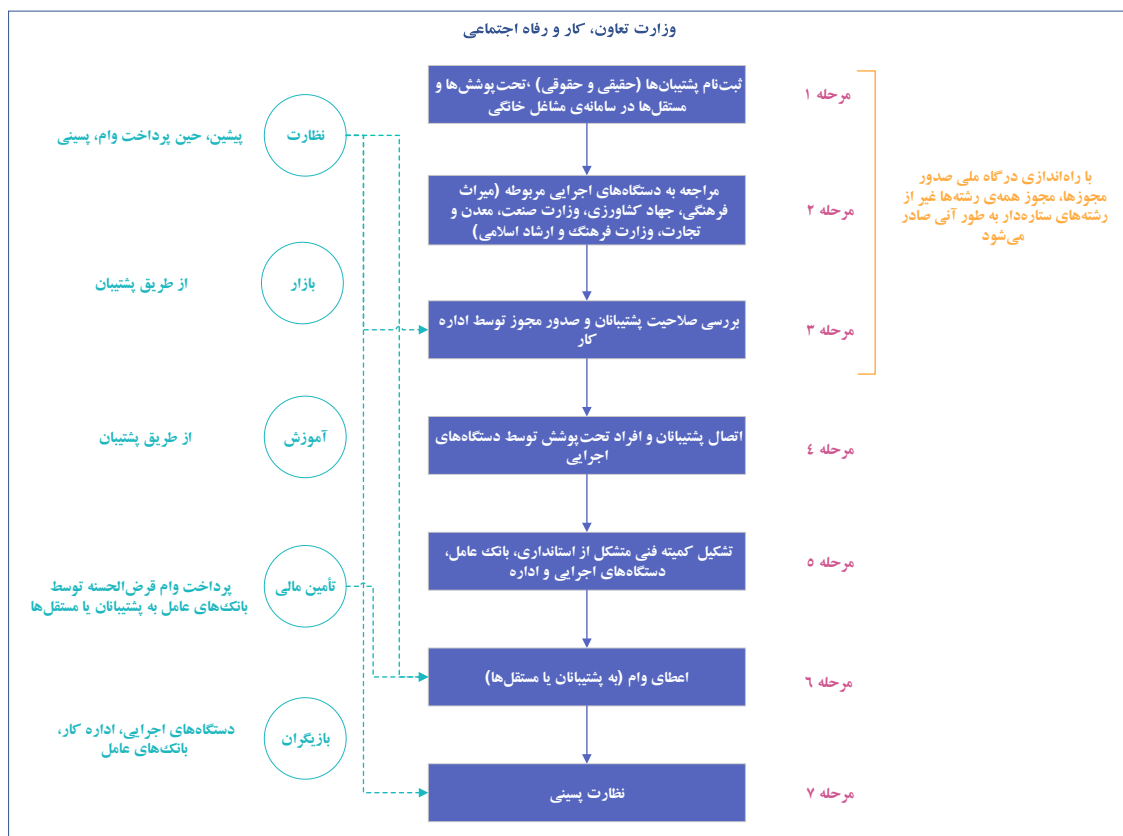 وزارت تعاون، کار و رفاه اجتماعی
مرحله ۱
ثبت‌نام پشتیبان‌ها (حقیقی و حقوقی) ،تحت‌پوشش‌ها و
مستقل‌ها در سامانه‌ی مشاغل خانگی
نظارت
پیشین، حین پرداخت وام، پسینی
با راه‌اندازی درگاه ملی صدور
مجوزها، مجوز همه‌ی رشته‌ها غیر از
رشته‌های ستاره‌دار به طور آنی صادر
می‌شود
مرحله ۲
مراجعه به دستگاه‌های اجرایی مربوطه (میراث
فرهنگی، جهاد کشاورزی، وزارت صنعت، معدن و
تجارت، وزارت فرهنگ و ارشاد اسلامی)
بازار
از طریق پشتیبان
مرحله ۳
بررسی صلاحیت پشتیبانان و صدور مجوز توسط اداره
کار
مرحله ٤
اتصال پشتیبانان و افراد تحت‌پوشش توسط دستگاه‌های
اجرایی
آموزش
از طریق پشتیبان
مرحله ٥
تشکیل کمیته فنی متشکل از استانداری، بانک عامل،
دستگاه‌های اجرایی و اداره
تأمین مالی
پرداخت وام قرض‌الحسنه توسط
بانک‌های عامل به پشتیبانان یا مستقل‌ها
مرحله ٦
اعطای وام (به پشتیبانان یا مستقل‌ها)
بازیگران
دستگاه‌های اجرایی، اداره کار،
بانک‌های عامل
مرحله ۷
نظارت پسینی